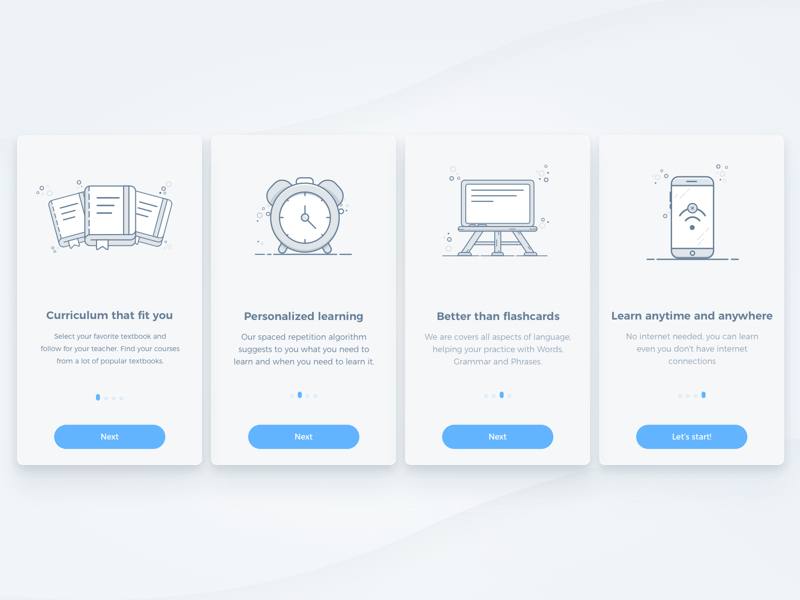 Curriculum that fit you
Select your favorite textbook and
follow for your teacher. Find your courses
from a lot of popular textbooks.
Next
Personalized learning
Our spaced repetition algorithm
suggests to you what you need to
learn and when you need to learn it.
Next
Better than flashcards
We are covers all aspects of language,
helping your practice with Words,
Grammar and Phrases.
Next
Learn anytime and anywhere
No internet needed, you can learn
even you don't have internet
connections
Let's start!